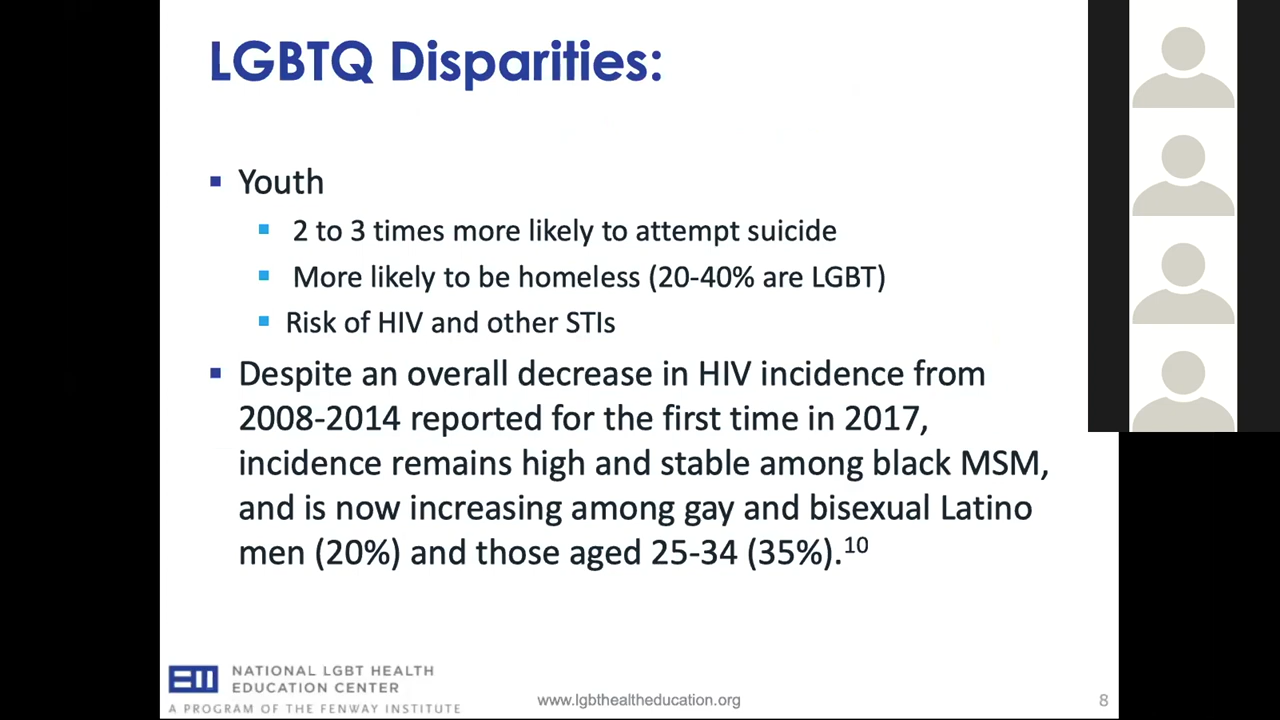 LGBTQ Disparities:
Youth
2 to 3 times more likely to attempt suicide
More likely to be homeless (20-40% are LGBT)
Risk of HIV and other STIs
Despite an overall decrease in HIV incidence from
2008-2014 reported for the first time in 2017,
incidence remains high and stable among black MSM,
and is now increasing among gay and bisexual Latino
men (20%) and those aged 25-34 (35%).10
NATIONAL LGBT HEALTH
EDUCATION CENTER
A PROGRAM OF THE FENWAY INSTITUTE
www.lgbthealtheducation.org
8